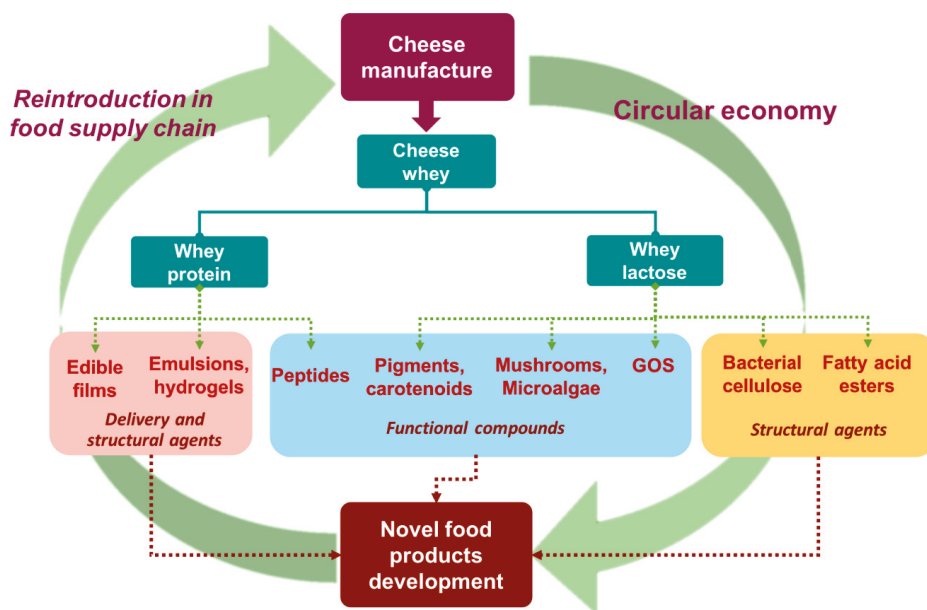 Cheese
manufacture
Reintroduction in
food supply chain
Circular economy
Cheese
whey
Whey
protein
Whey
lactose
Edible
films
Emulsions,
hydrogels
Delivery and
structural agents
Peptides
Pigments,
carotenoids
Mushrooms,
Microalgae
GOS
Functional compounds
Bacterial
cellulose
Fatty acid
esters
Structural agents
Novel food
products
development